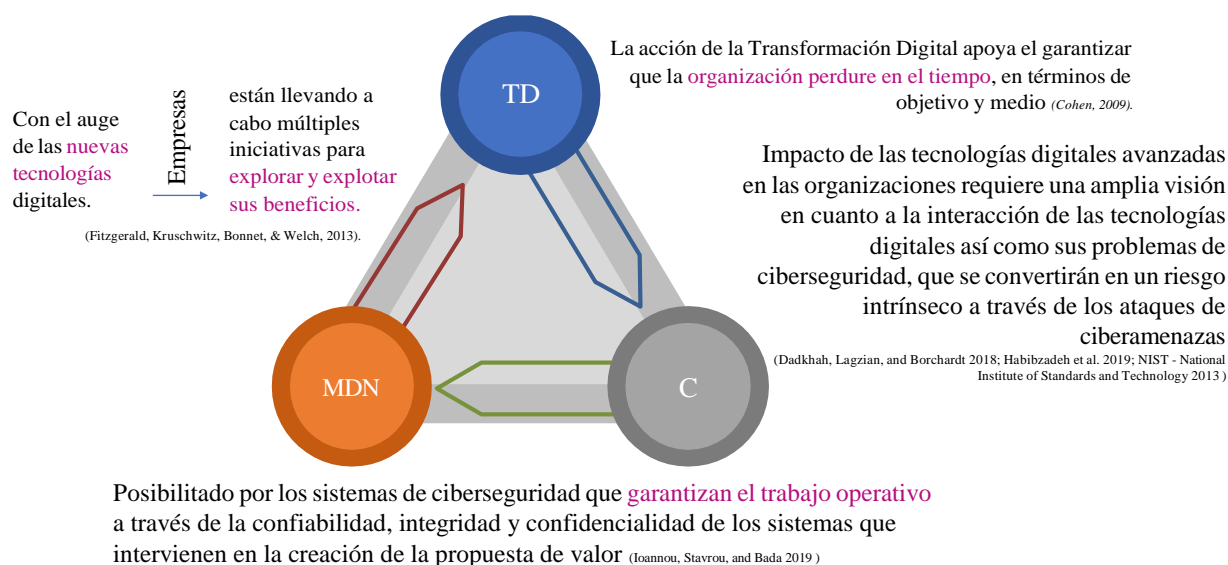 Con el auge
de las nuevas
tecnologías
digitales.
Empresas
están llevando a
cabo múltiples
iniciativas para
explorar y explotar
sus beneficios.
(Fitzgerald, Kruschwitz, Bonnet, & Welch, 2013).
TD
La acción de la Transformación Digital apoya el garantizar
que la organización perdure en el tiempo, en términos de
objetivo y medio (Cohen, 2009).
Impacto de las tecnologías digitales avanzadas
en las organizaciones requiere una amplia visión
en cuanto a la interacción de las tecnologías
digitales así como sus problemas de
ciberseguridad, que se convertirán en un riesgo
intrínseco a través de los ataques de
ciberamenazas
(Dadkhah, Lagzian, and Borchardt 2018; Habibzadeh et al. 2019; NIST - National
Institute of Standards and Technology 2013 )
MDN
C
Posibilitado por los sistemas de ciberseguridad que garantizan el trabajo operativo
a través de la confiabilidad, integridad y confidencialidad de los sistemas que
intervienen en la creación de la propuesta de valor (Ioannou, Stavrou, and Bada 2019 )